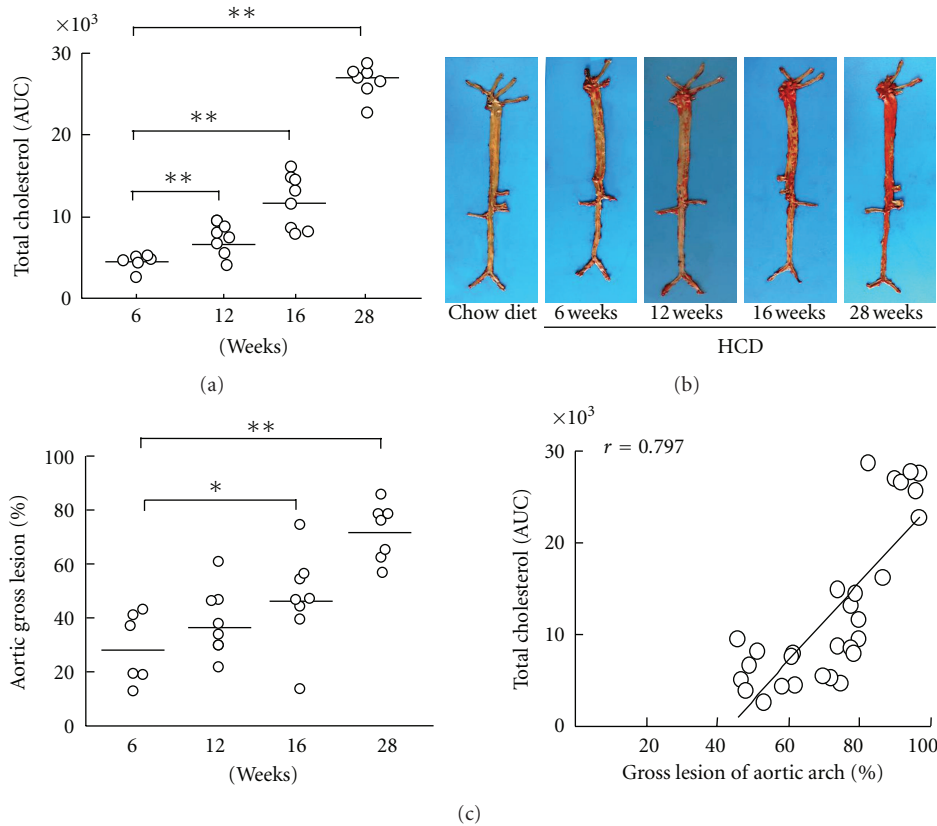 ×10³
Total cholesterol (AUC)
30
20
10
0
**
**
**
6 12 16 28
(Weeks)
(a)
Chow diet 6 weeks 12 weeks 16 weeks 28 weeks
HCD
(b)
Aortic gross lesion (%)
100
80
60
40
20
0
**
*
6 12 16 28
(Weeks)
×10³
r = 0.797
Total cholesterol (AUC)
30
20
10
0
20 40 60 80 100
Gross lesion of aortic arch (%)
(c)